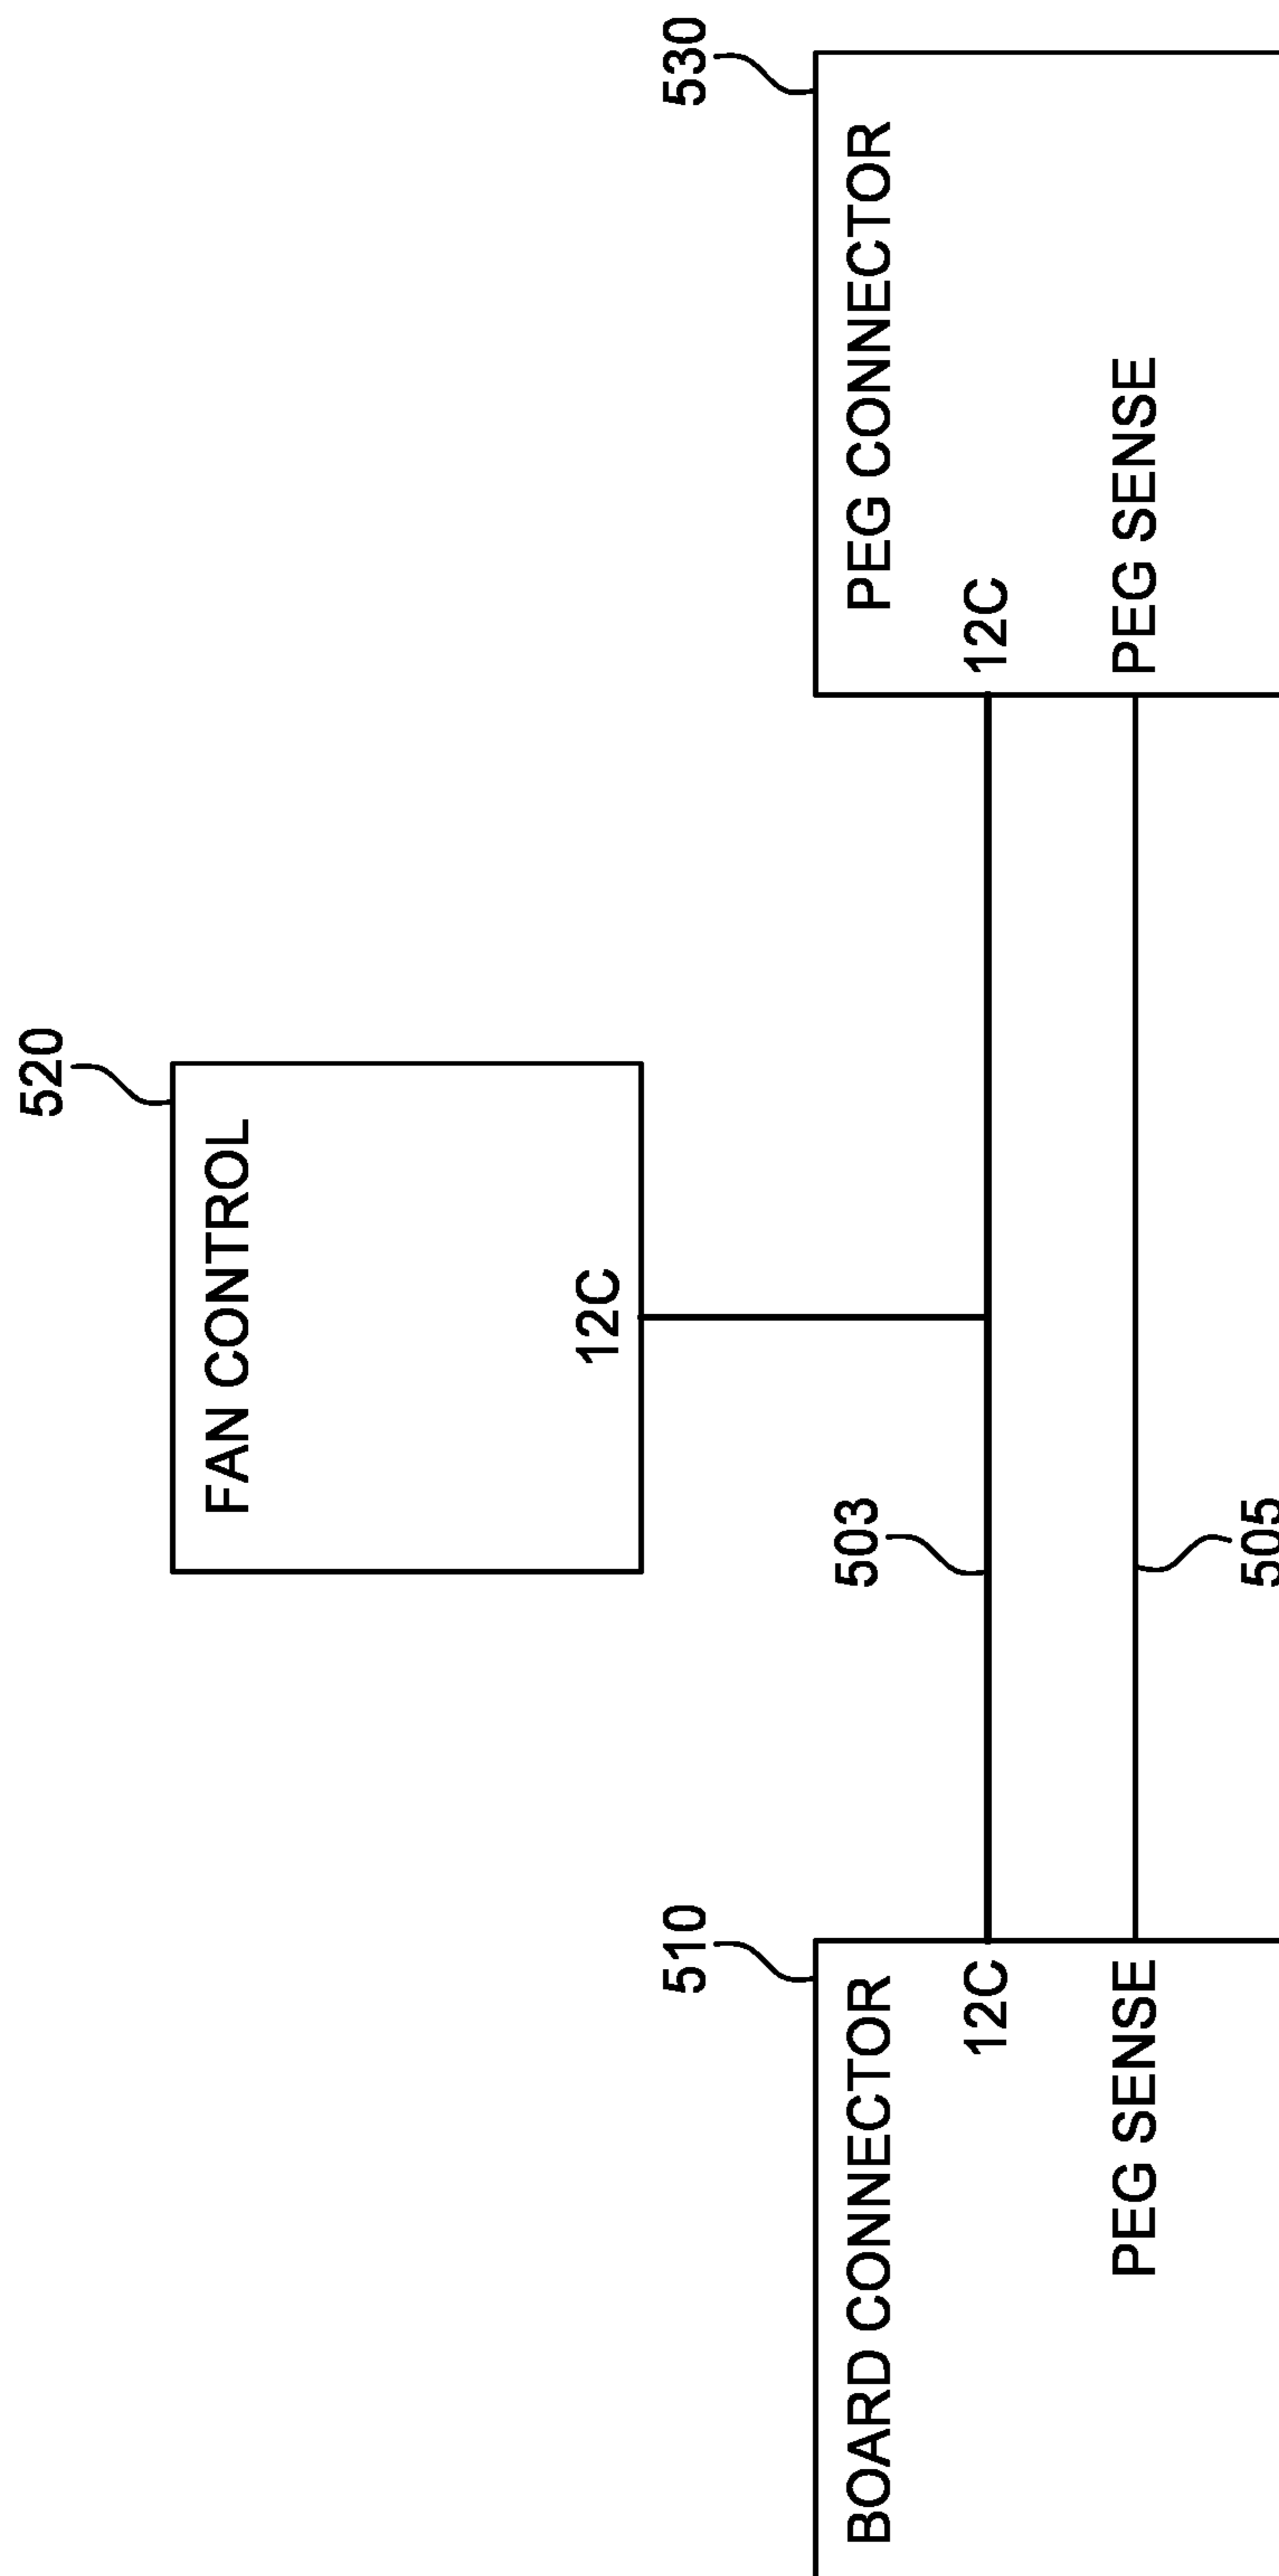 520
FAN CONTROL
12C
510
530
BOARD CONNECTOR
PEG CONNECTOR
503
12C
12C
PEG SENSE
PEG SENSE
505